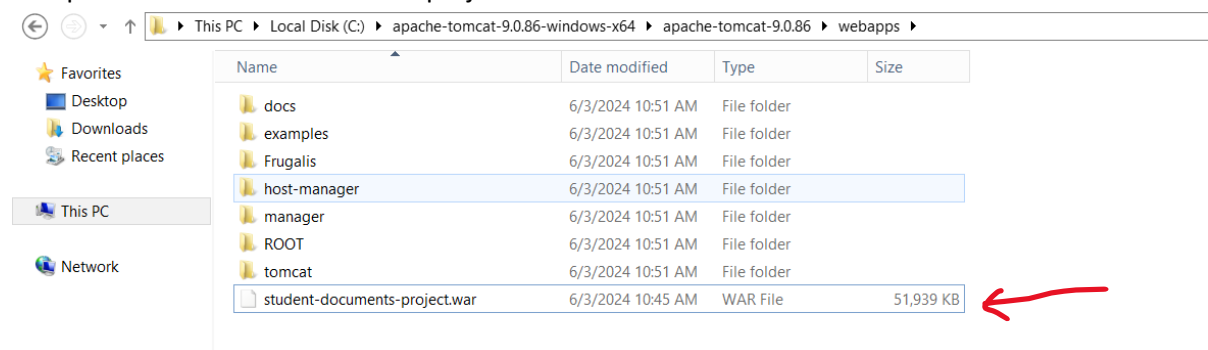 This PC Local Disk (C:) apache-tomcat-9.0.86-windows-x64 apache-tomcat-9.0.86 webapps
Favorites
Desktop
Downloads
Recent places
This PC
Network
Name Date modified Type Size
docs 6/3/2024 10:51 AM File folder
examples 6/3/2024 10:51 AM File folder
Frugalis 6/3/2024 10:51 AM File folder
host-manager 6/3/2024 10:51 AM File folder
manager 6/3/2024 10:51 AM File folder
ROOT 6/3/2024 10:51 AM File folder
tomcat 6/3/2024 10:51 AM File folder
student-documents-project.war 6/3/2024 10:45 AM WAR File 51,939 KB